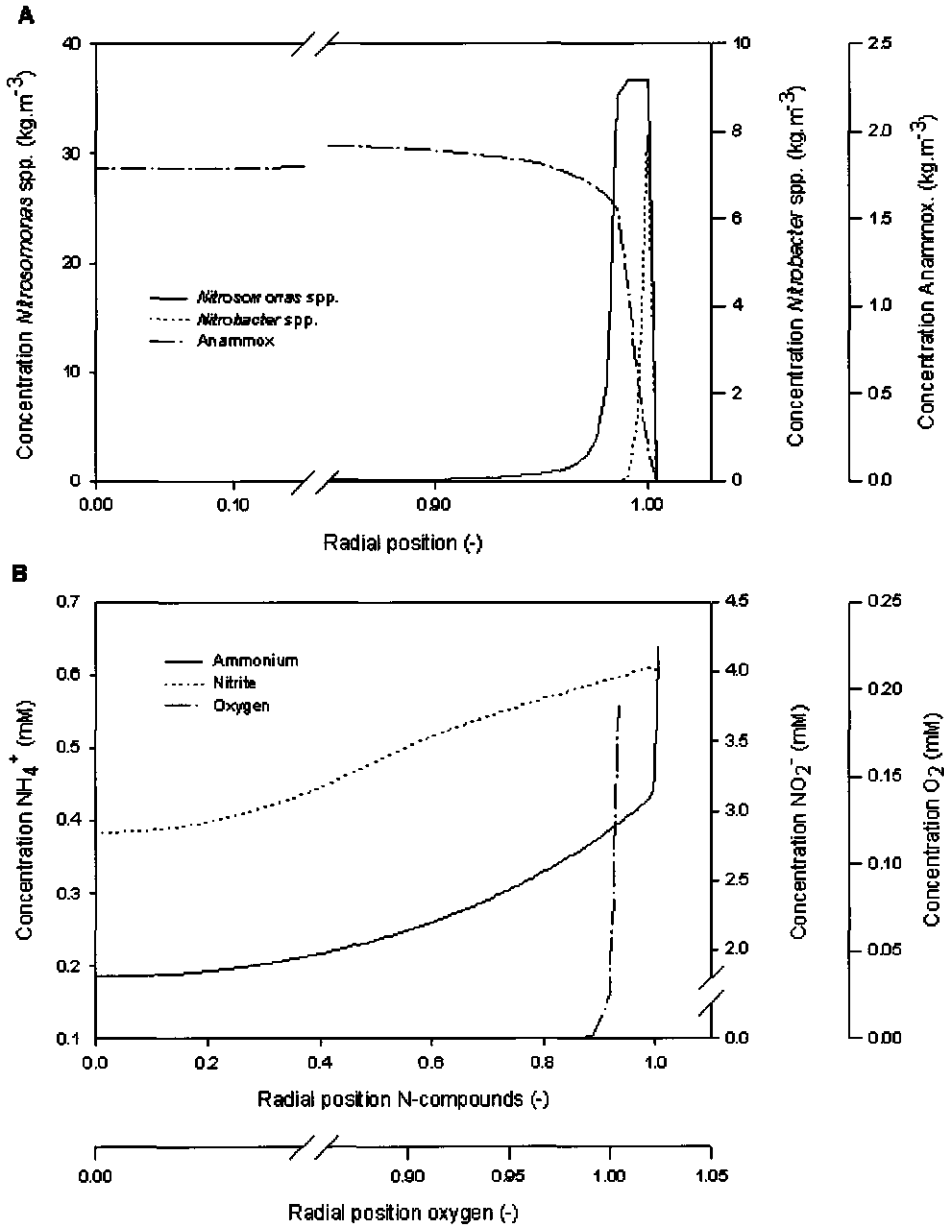 A
40
30
20
10
0
Concentration Nitrosomonas spp. (kg.m-3)
Nitrosomonas spp.
Nitrobacter spp.
Anammox
10
8
6
4
2
0
Concentration Nitrobacter spp. (kg.m-3)
2.5
2.0
1.5
1.0
0.5
0.0
Concentration Anammox. (kg.m-3)
0.00 0.10 0.90 1.00
Radial position (-)
B
0.7
0.6
0.5
0.4
0.3
0.2
0.1
Concentration NH4+ (mM)
Ammonium
Nitrite
Oxygen
4.5
4.0
3.5
3.0
2.5
2.0
0.0
Concentration NO2- (mM)
0.25
0.20
0.15
0.10
0.05
0.00
Concentration O2 (mM)
0.0 0.2 0.4 0.6 0.8 1.0
Radial position N-compounds (-)
0.00 0.90 0.95 1.00 1.05
Radial position oxygen (-)